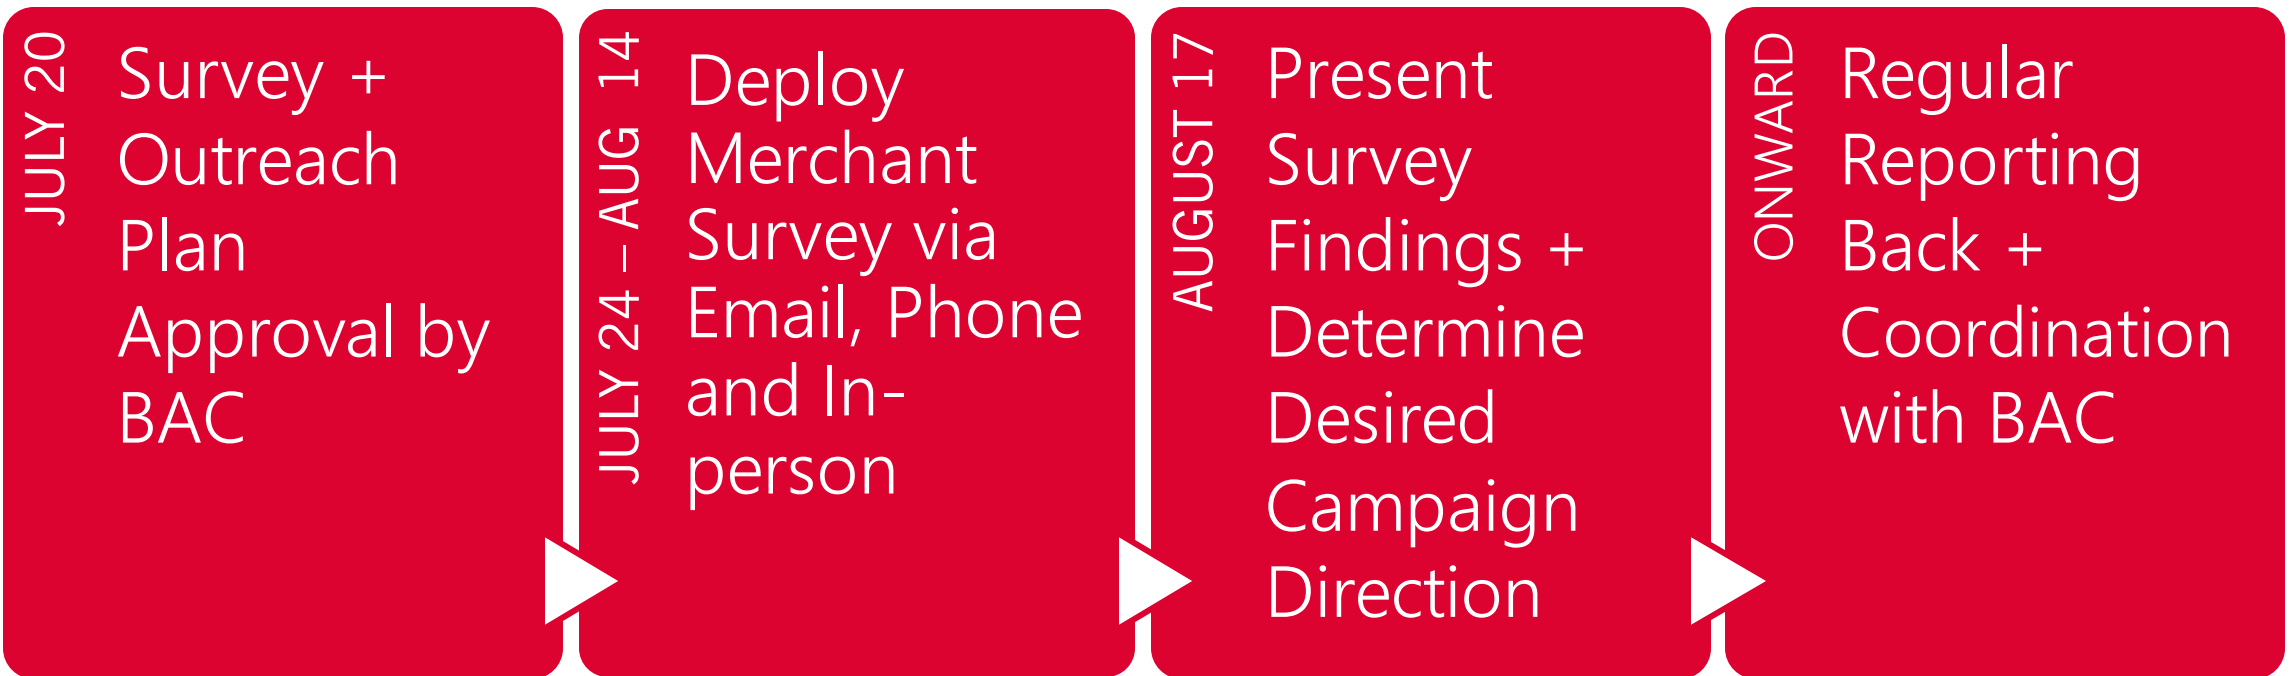 JULY 20
Survey +
Outreach
Plan
Approval by
BAC
JULY 24 – AUG 14
Deploy
Merchant
Survey via
Email, Phone
and In-
person
AUGUST 17
Present
Survey
Findings +
Determine
Desired
Campaign
Direction
ONWARD
Regular
Reporting
Back +
Coordination
with BAC